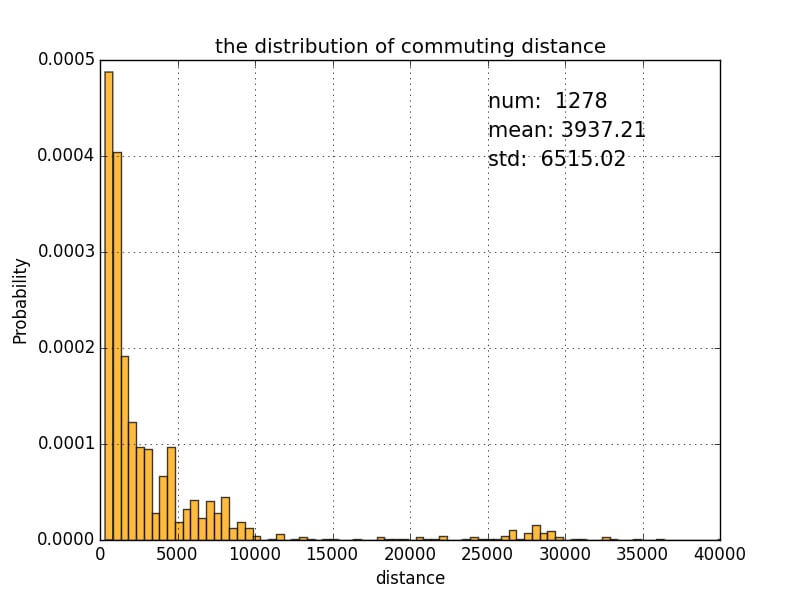 the distribution of commuting distance
0.0005
0.0004
0.0003
0.0002
0.0001
0.0000
Probability
num: 1278
mean: 3937.21
std: 6515.02
0 5000 10000 15000 20000 25000 30000 35000 40000
distance